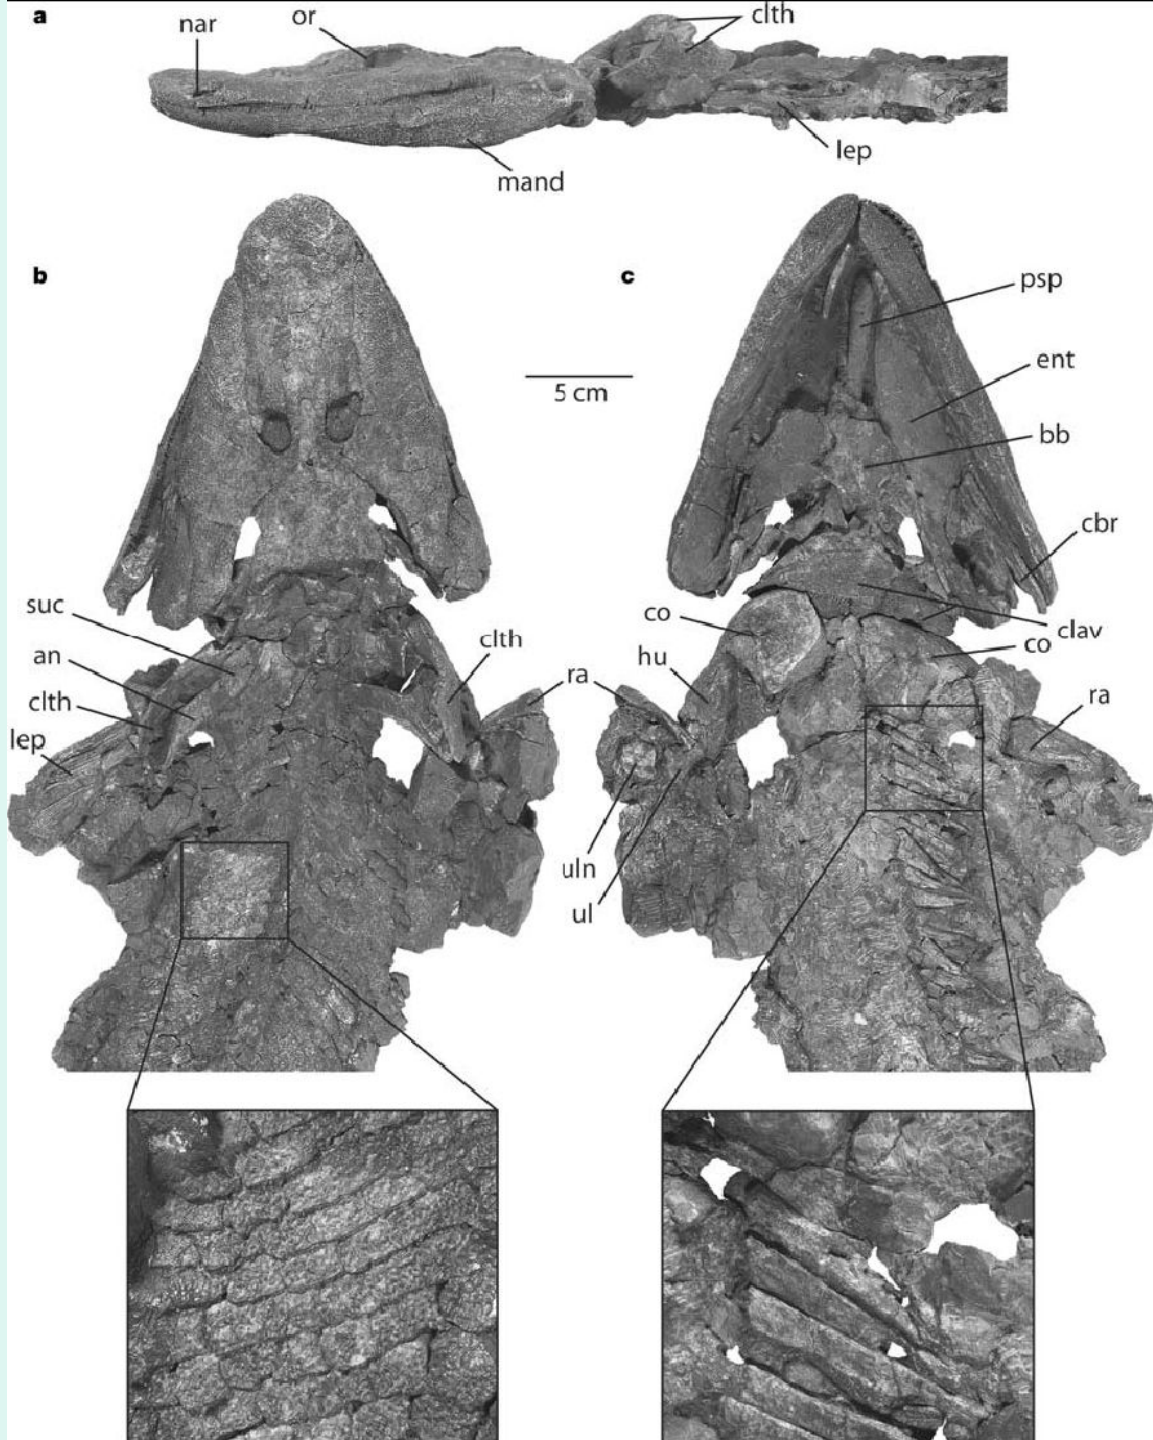 a
nar
or
clth
lep
mand
b
c
psp
ent
5 cm
bb
cbr
suc
co
clav
co
an
clth
hu
ra
ra
clth
lep
uln
ul